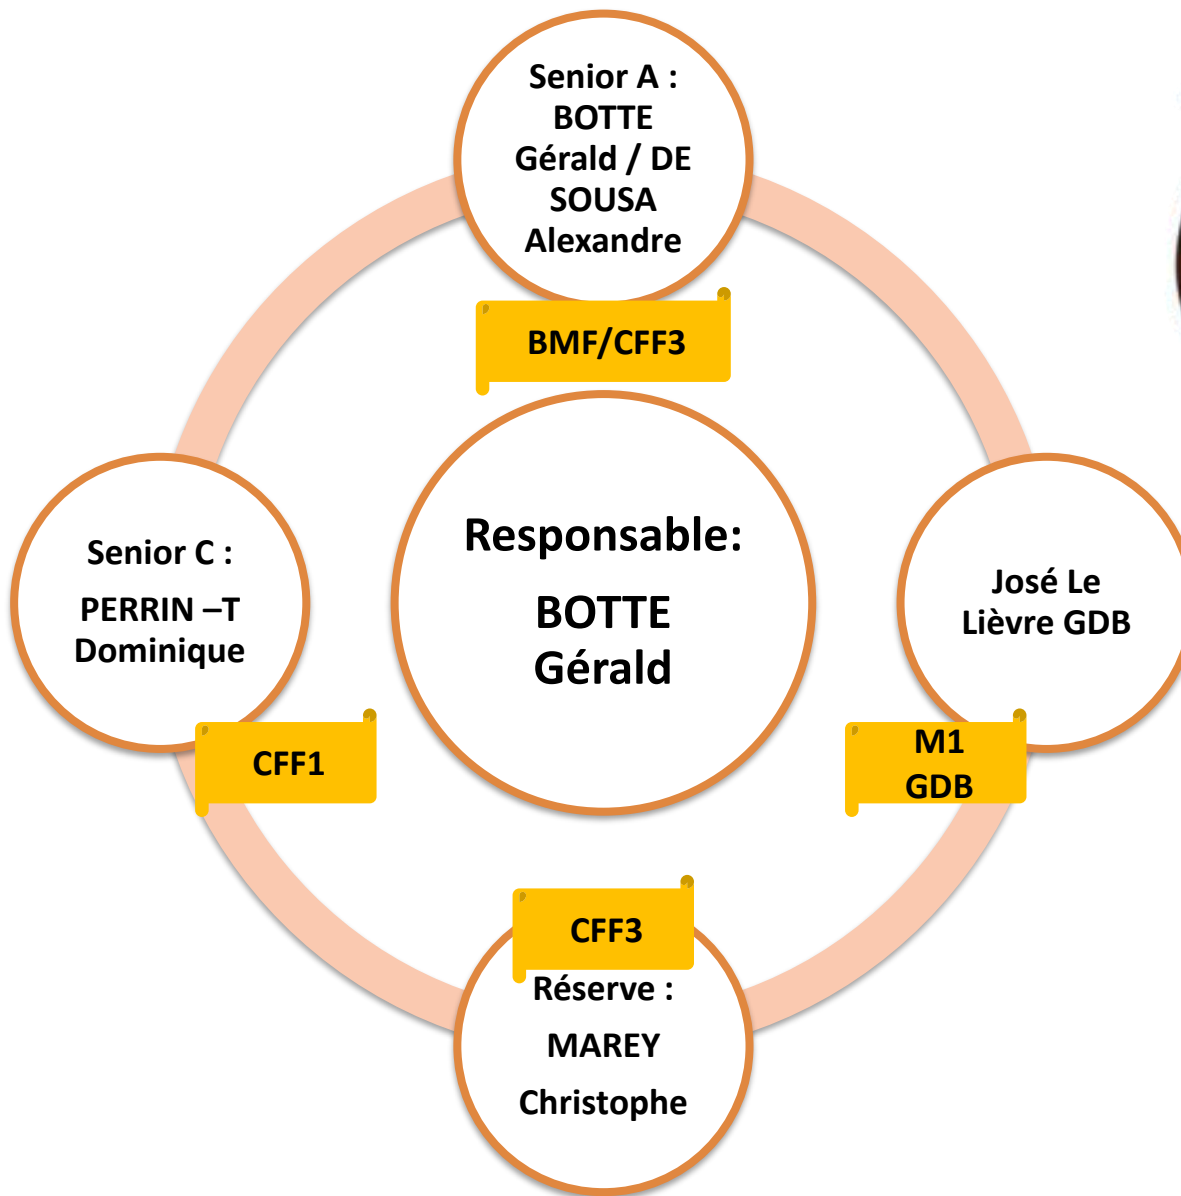 Senior A :
BOTTE
Gérald / DE
SOUSA
Alexandre
BMF/CFF3
Responsable:
BOTTE
Gérald
Senior C :
PERRIN –T
Dominique
CFF1
José Le
Lièvre GDB
M1
GDB
CFF3
Réserve :
MAREY
Christophe